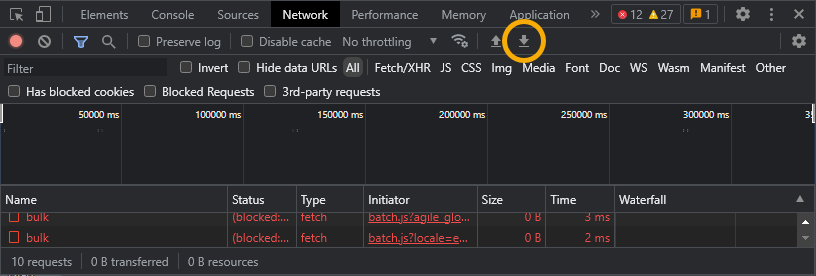 Elements Console Sources Network Performance Memory Application » 12 27 1
Preserve log Disable cache No throttling
Filter Invert Hide data URLs All Fetch/XHR JS CSS Img Media Font Doc WS Wasm Manifest Other
Has blocked cookies Blocked Requests 3rd-party requests
50000 ms 100000 ms 150000 ms 200000 ms 250000 ms 300000 ms 35
Name Status Type Initiator Size Time Waterfall
bulk (blocked:... fetch batch.js?agile_glo... 0 B 3 ms
bulk (blocked:... fetch batch.js?locale=e... 0 B 2 ms
10 requests 0 B transferred 0 B resources